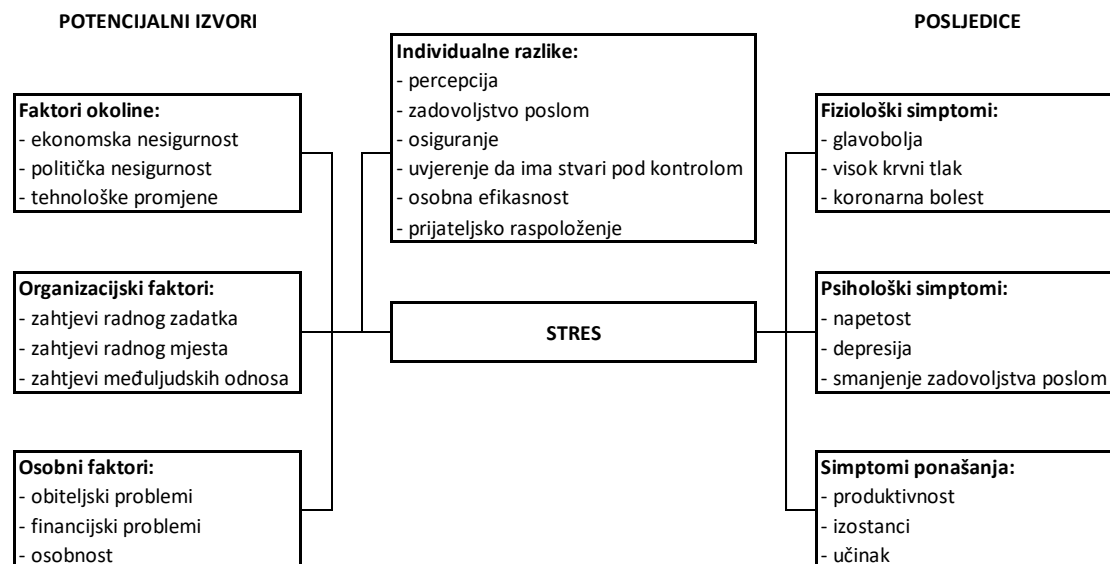 POTENCIJALNI IZVORI
Faktori okoline:
- ekonomska nesigurnost
- politička nesigurnost
- tehnološke promjene
Organizacijski faktori:
- zahtjevi radnog zadatka
- zahtjevi radnog mjesta
- zahtjevi međuljudskih odnosa
Osobni faktori:
- obiteljski problemi
- financijski problemi
- osobnost
Individualne razlike:
- percepcija
- zadovoljstvo poslom
- osiguranje
- uvjerenje da ima stvari pod kontrolom
- osobna efikasnost
- prijateljsko raspoloženje
STRES
POSLJEDICE
Fiziološki simptomi:
- glavobolja
- visok krvni tlak
- koronarna bolest
Psihološki simptomi:
- napetost
- depresija
- smanjenje zadovoljstva poslom
Simptomi ponašanja:
- produktivnost
- izostanci
- učinak